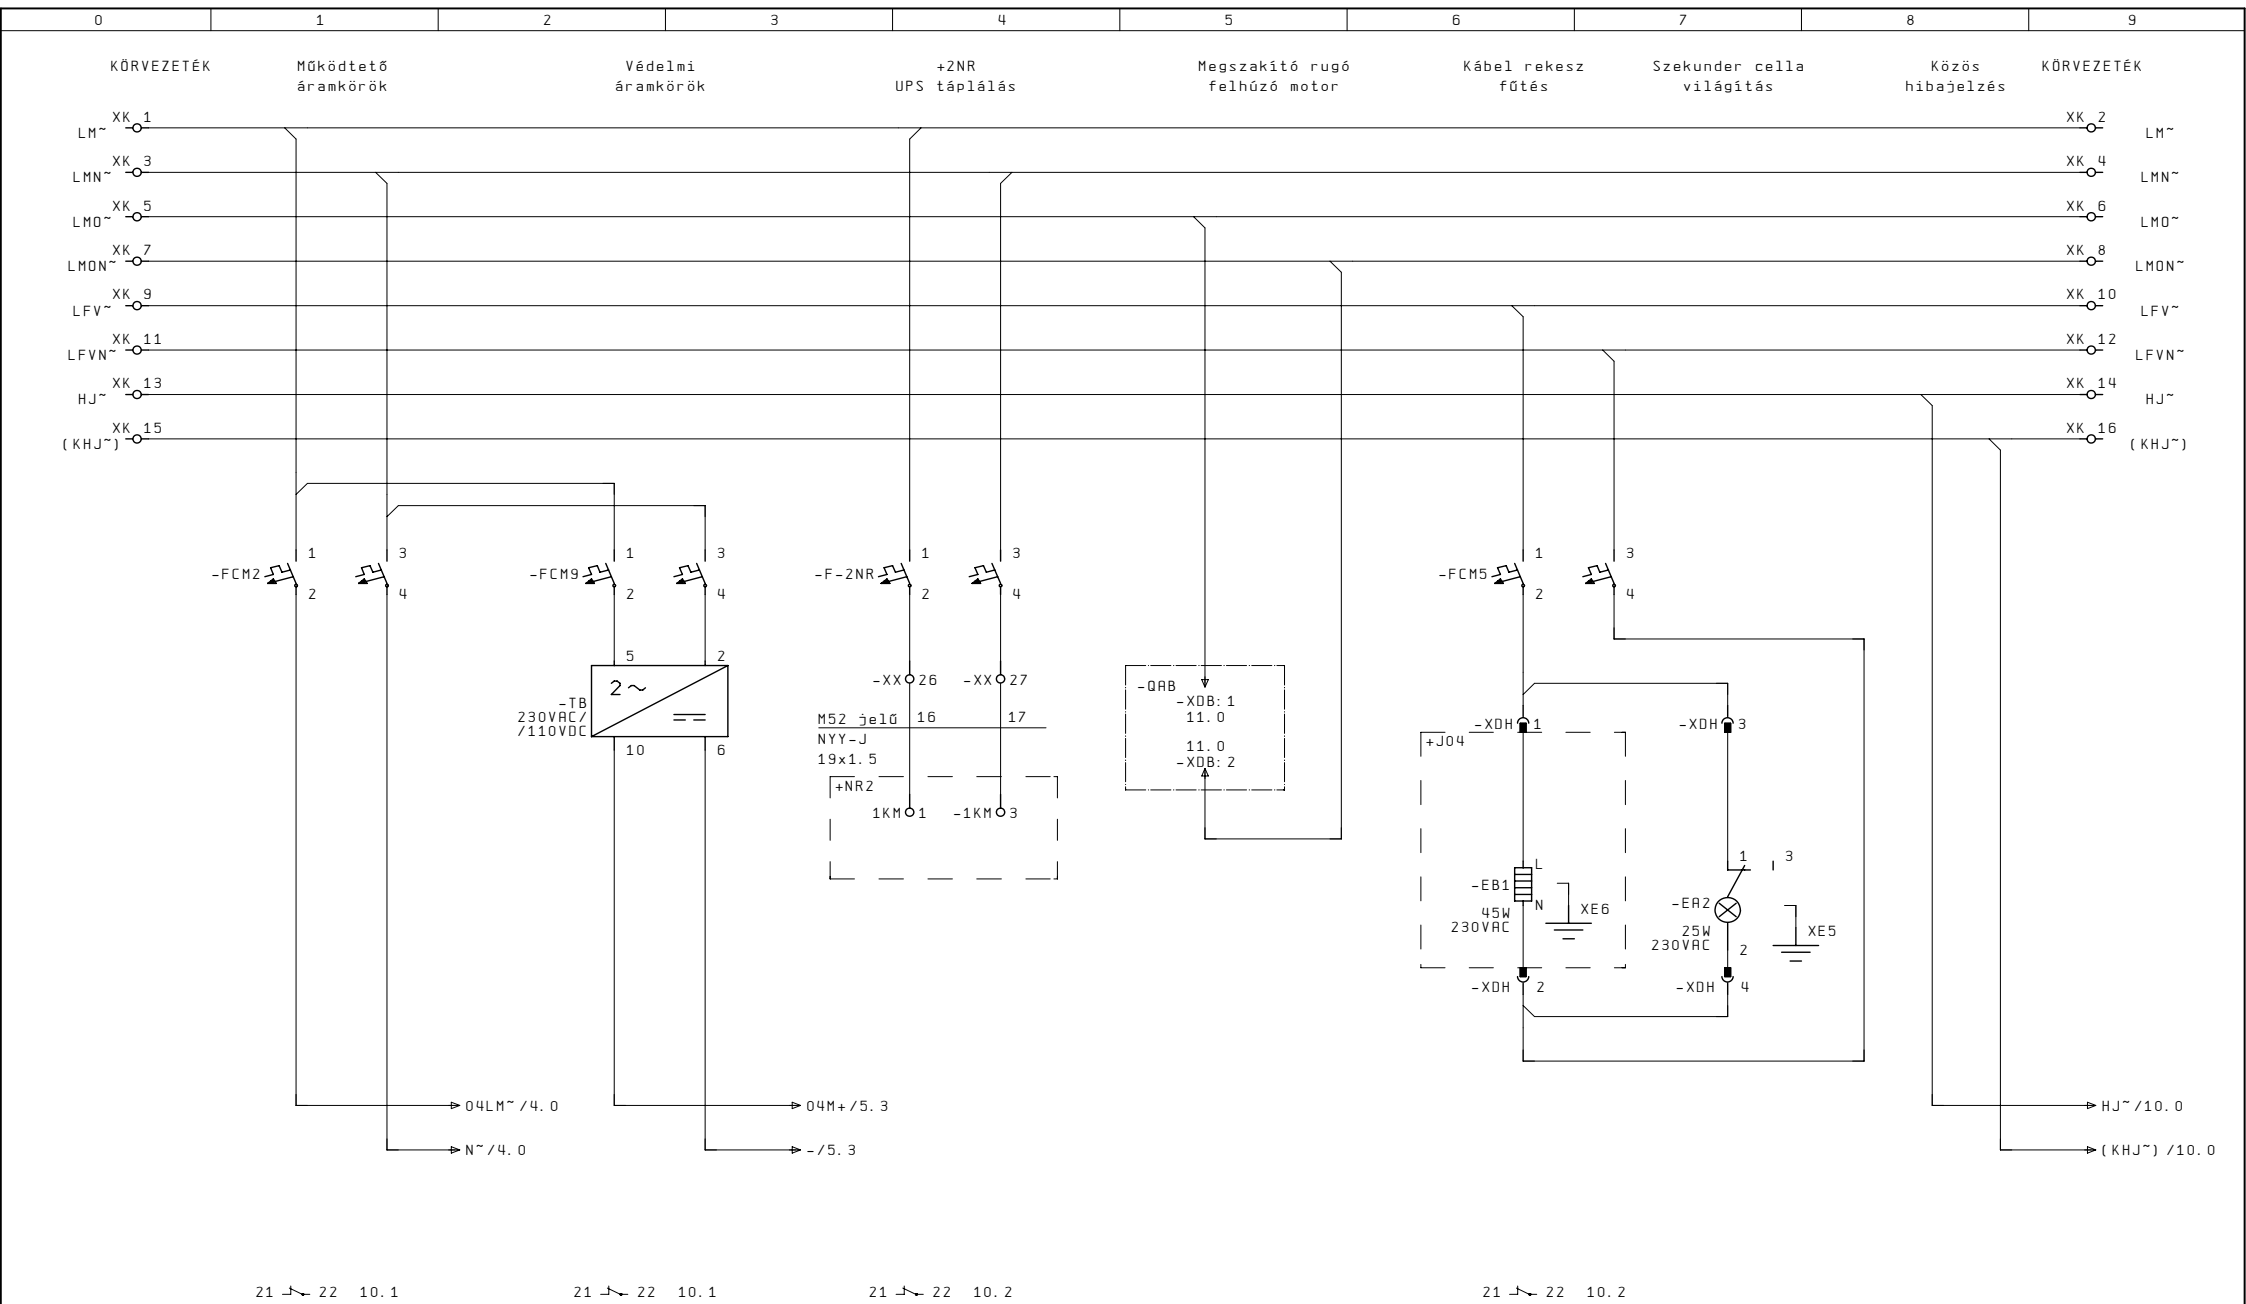 0 1 2 3 4 5 6 7 8 9
KÖRVEZETÉK Működtető Védelmi +2NR Megszakító rugó Kábel rekesz Szekunder cella Közös KÖRVEZETÉK
áramkörök áramkörök UPS táplálás felhúzó motor fűtés világítás hibajelzés
XK 1 XK 2
LM~ LM~
XK 3 XK 4
LMN~ LMN~
XK 5 XK 6
LMO~ LMO~
XK 7 XK 8
LMON~ LMON~
XK 9 XK 10
LFV~ LFV~
XK 11 XK 12
LFVN~ LFVN~
XK 13 XK 14
HJ~ HJ~
XK 15 XK 16
(KHJ~) (KHJ~)
1 3 1 3 1 3 1 3
-FCM2 -FCM9 -F-2NR -FCM5
2 4 2 4 2 4 2 4
5 2
2~
-XX 26 -XX 27
-TB
230VAC/
/110VDC
10 6
M52 jelű 16 17
NYY-J
19x1.5
+NR2
1KM 1 -1KM 3
-QAB
-XDB:1
11.0
11.0
-XDB:2
-XDH 1 -XDH 3
+J04
L
-EB1
N
45W
230VAC
XE6
1 3
-EA2
25W
230VAC
2
XE5
-XDH 2 -XDH 4
04LM~/4.0 04M+/5.3 HJ~/10.0
N~/4.0 -/5.3 (KHJ~)/10.0
21 22 10.1 21 22 10.1 21 22 10.2 21 22 10.2